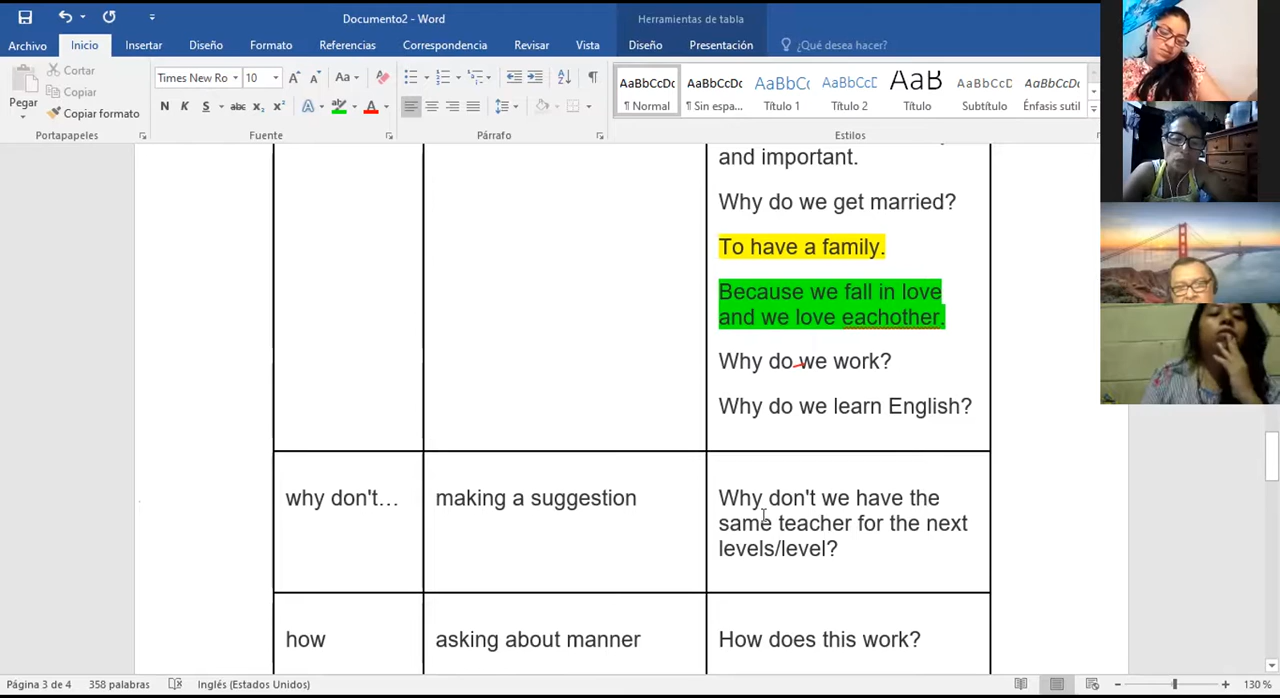 Documento2 - Word
Herramientas de tabla
Archivo
Inicio
Insertar
Diseño
Formato
Referencias
Correspondencia
Revisar
Vista
Diseño
Presentación
¿Qué desea hacer?
Pegar
Cortar
Copiar
Copiar formato
Portapapeles
Times New Ro
10
Aa
N K S abc x₂ x²
Fuente
Párrafo
AaBbCcDc
¶ Normal
AaBbCcDc
¶ Sin espa...
AaBbCc
Título 1
AaBbCcD
Título 2
AaB
Título
AaBbCcD
Subtítulo
AaBbCcDc
Énfasis sutil
Estilos
and important.
Why do we get married?
To have a family.
Because we fall in love
and we love eachother.
Why do we work?
Why do we learn English?
why don't…
making a suggestion
Why don't we have the
same teacher for the next
levels/level?
how
asking about manner
How does this work?
Página 3 de 4
358 palabras
Inglés (Estados Unidos)
130 %